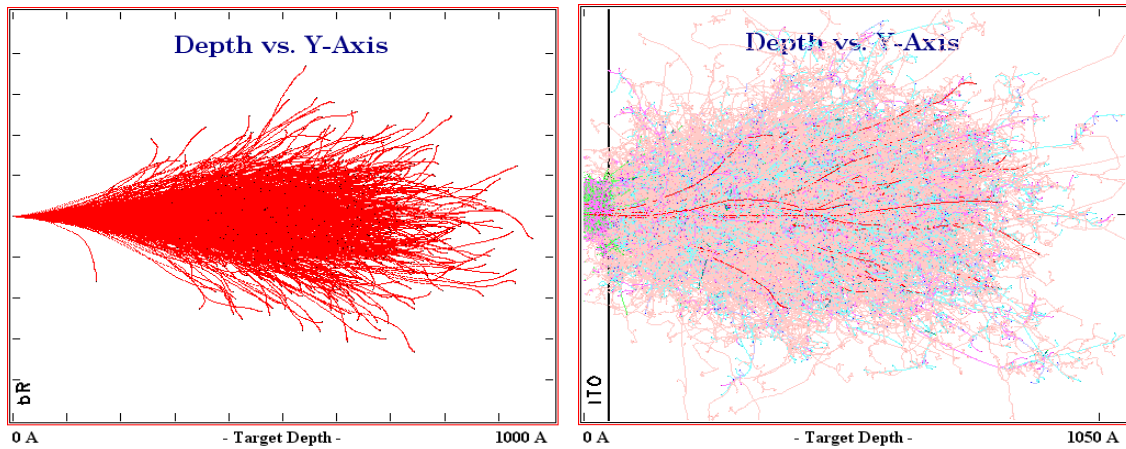 Depth vs. Y-Axis
bR
0 A - Target Depth - 1000 A
Depth vs. Y-Axis
ITO
0 A - Target Depth - 1050 A